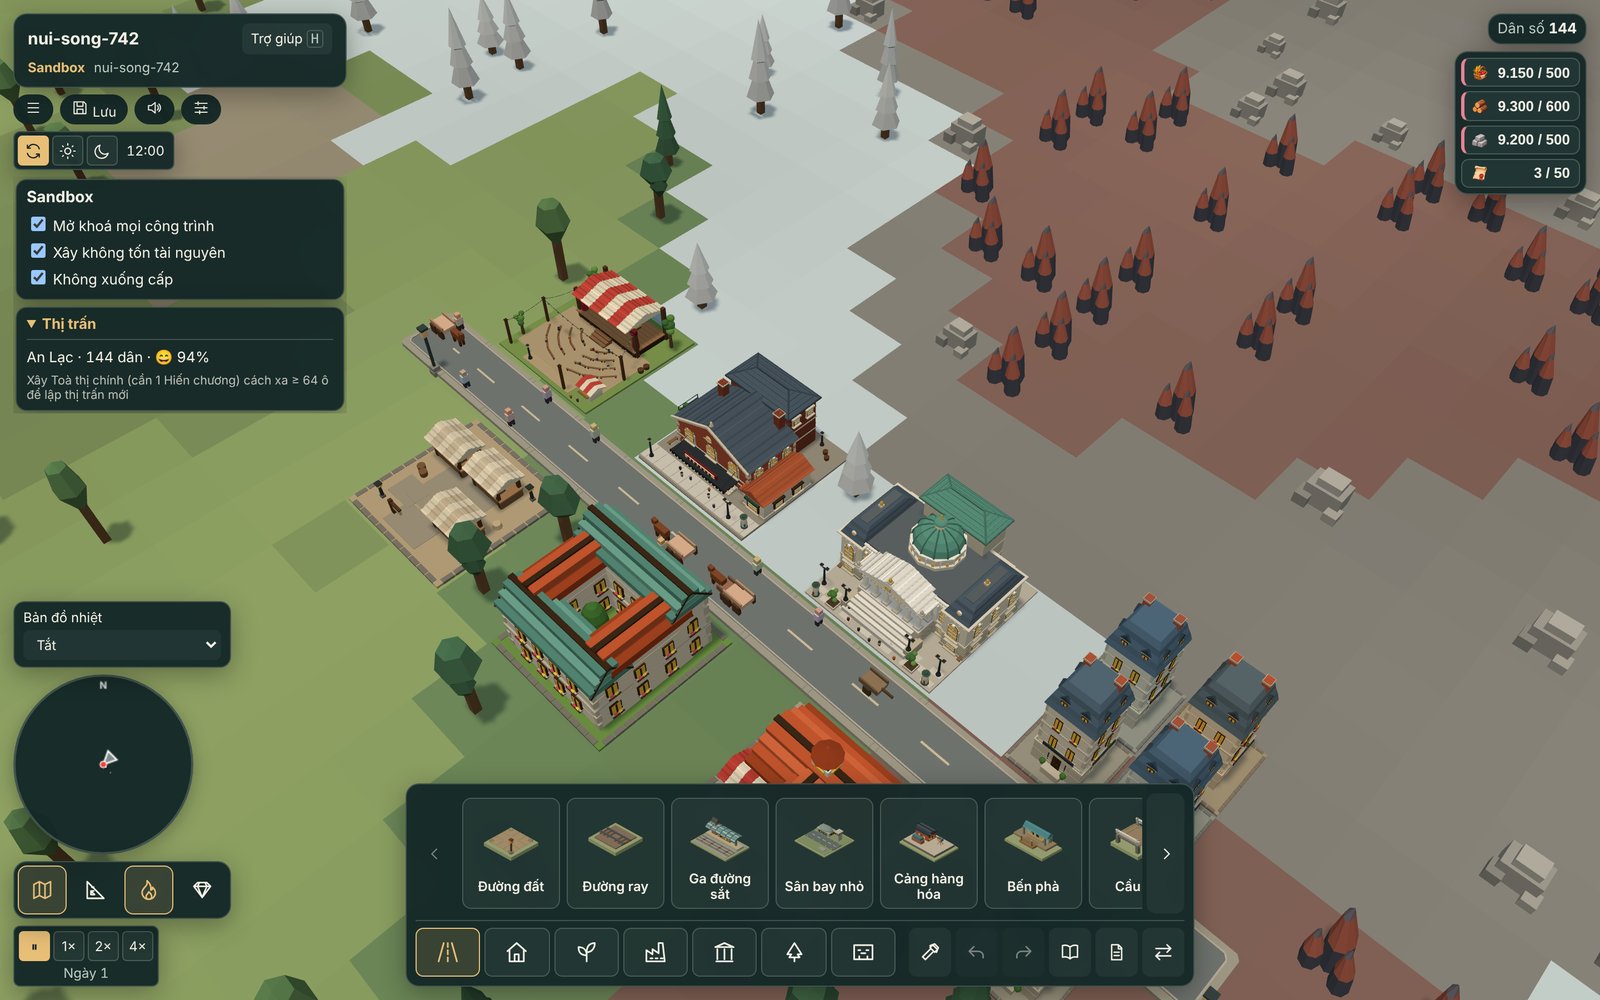 nui-song-742
Trợ giúp H
Sandbox nui-song-742
Lưu
12:00
Sandbox
Mở khoá mọi công trình
Xây không tốn tài nguyên
Không xuống cấp
Thị trấn
An Lạc · 144 dân · 😄 94%
Xây Toà thị chính (cần 1 Hiến chương) cách xa ≥ 64 ô
để lập thị trấn mới
Dân số 144
9.150 / 500
9.300 / 600
9.200 / 500
3 / 50
Bản đồ nhiệt
Tắt
N
1×
2×
4×
Ngày 1
Đường đất
Đường ray
Ga đường
sắt
Sân bay nhỏ
Cảng hàng
hóa
Bến phà
Cầu